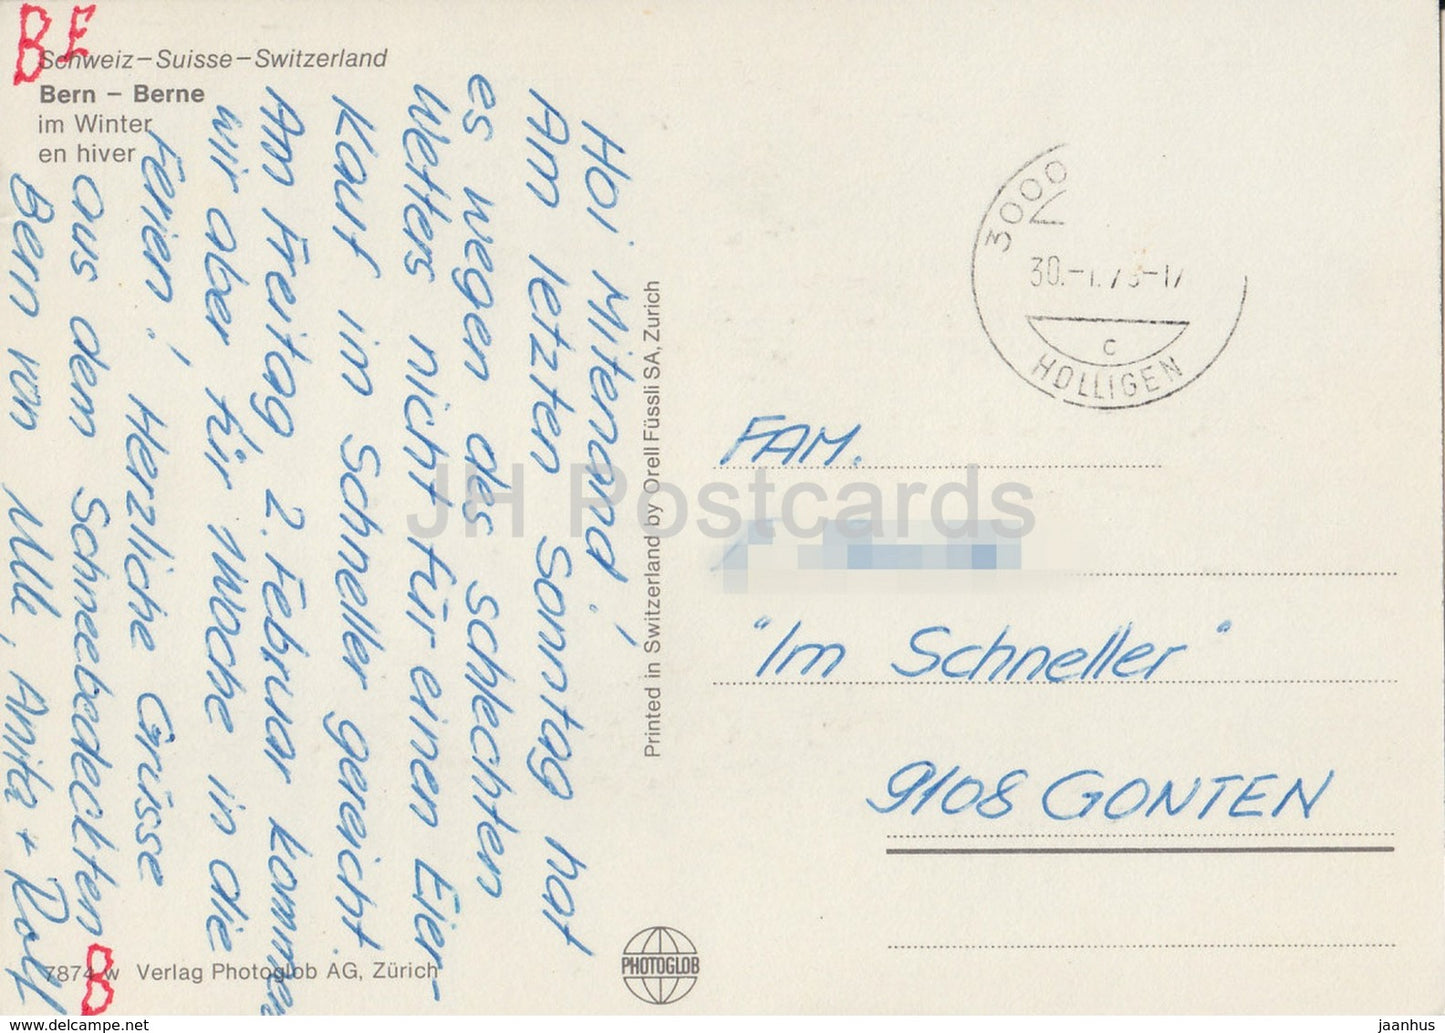 BE
Schweiz–Suisse–Switzerland
Bern – Berne
im Winter
en hiver
Hoi Mitenand!
Am letzten Sonntag hat
es wegen des schlechten
Wetters nicht für einen Eier-
Kauf im Schneller gereicht.
Am Freitag 2. Februar kommen
wir aber für 1 Woche in die
Ferien! Herzliche Grüsse
aus dem Schneebedeckten
Bern von Ulli, Anita + Rolf
B
7874 w Verlag Photoglob AG, Zürich
Printed in Switzerland by Orell Füssli SA, Zurich
PHOTOGLOB
3000
30.-1.
C
HOLLIGEN
FAM.
"Im Schneller"
9108 GONTEN
JH Postcards
www.delcampe.net
jaanhus